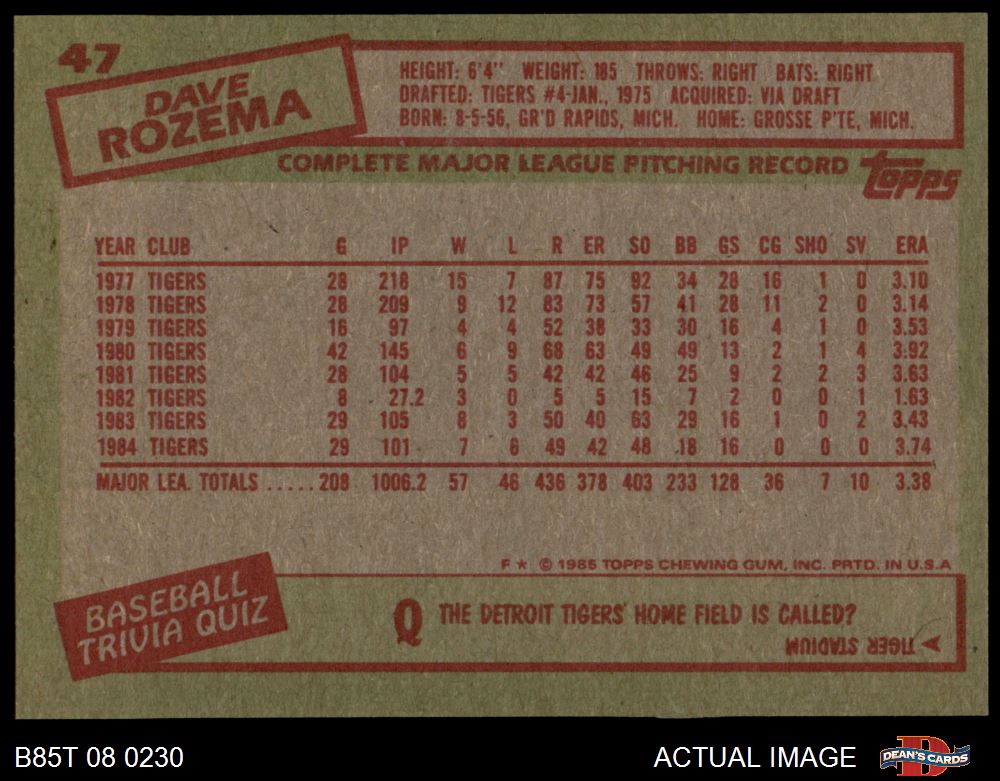 47
DAVE
ROZEMA
HEIGHT: 6'4" WEIGHT: 185 THROWS: RIGHT BATS: RIGHT
DRAFTED: TIGERS #4-JAN., 1975 ACQUIRED: VIA DRAFT
BORN: 8-5-56, GR'D RAPIDS, MICH. HOME: GROSSE P'TE, MICH.
COMPLETE MAJOR LEAGUE PITCHING RECORD topps
YEAR CLUB G IP W L R ER SO BB GS CG SHO SV ERA
1977 TIGERS 28 218 15 7 87 75 92 34 28 16 1 0 3.10
1978 TIGERS 28 209 9 12 83 73 57 41 28 11 2 0 3.14
1979 TIGERS 16 97 4 4 52 38 33 30 16 4 1 0 3.53
1980 TIGERS 42 145 6 9 68 63 49 49 13 2 1 4 3.92
1981 TIGERS 28 104 5 5 42 42 46 25 9 2 2 3 3.63
1982 TIGERS 8 27.2 3 0 5 5 15 7 2 0 0 1 1.63
1983 TIGERS 29 105 8 3 50 40 63 29 16 1 0 2 3.43
1984 TIGERS 29 101 7 6 49 42 48 18 16 0 0 0 3.74
MAJOR LEA. TOTALS ..... 208 1006.2 57 46 436 378 403 233 128 36 7 10 3.38
F ★ © 1985 TOPPS CHEWING GUM, INC. PRTD. IN U.S.A
BASEBALL
TRIVIA QUIZ
Q THE DETROIT TIGERS' HOME FIELD IS CALLED?
A TIGER STADIUM
B85T 08 0230 ACTUAL IMAGE DEAN'S CARDS